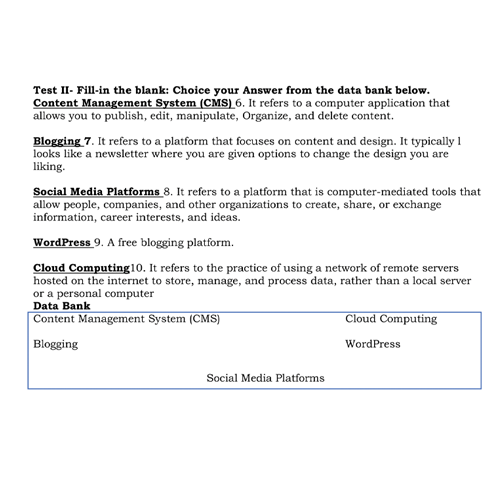 Test II- Fill-in the blank: Choice your Answer from the data bank below.
Content Management System (CMS) 6. It refers to a computer application that
allows you to publish, edit, manipulate, Organize, and delete content.
Blogging 7. It refers to a platform that focuses on content and design. It typically l
looks like a newsletter where you are given options to change the design you are
liking.
Social Media Platforms 8. It refers to a platform that is computer-mediated tools that
allow people, companies, and other organizations to create, share, or exchange
information, career interests, and ideas.
WordPress 9. A free blogging platform.
Cloud Computing10. It refers to the practice of using a network of remote servers
hosted on the internet to store, manage, and process data, rather than a local server
or a personal computer
Data Bank
Content Management System (CMS) Cloud Computing
Blogging WordPress
Social Media Platforms